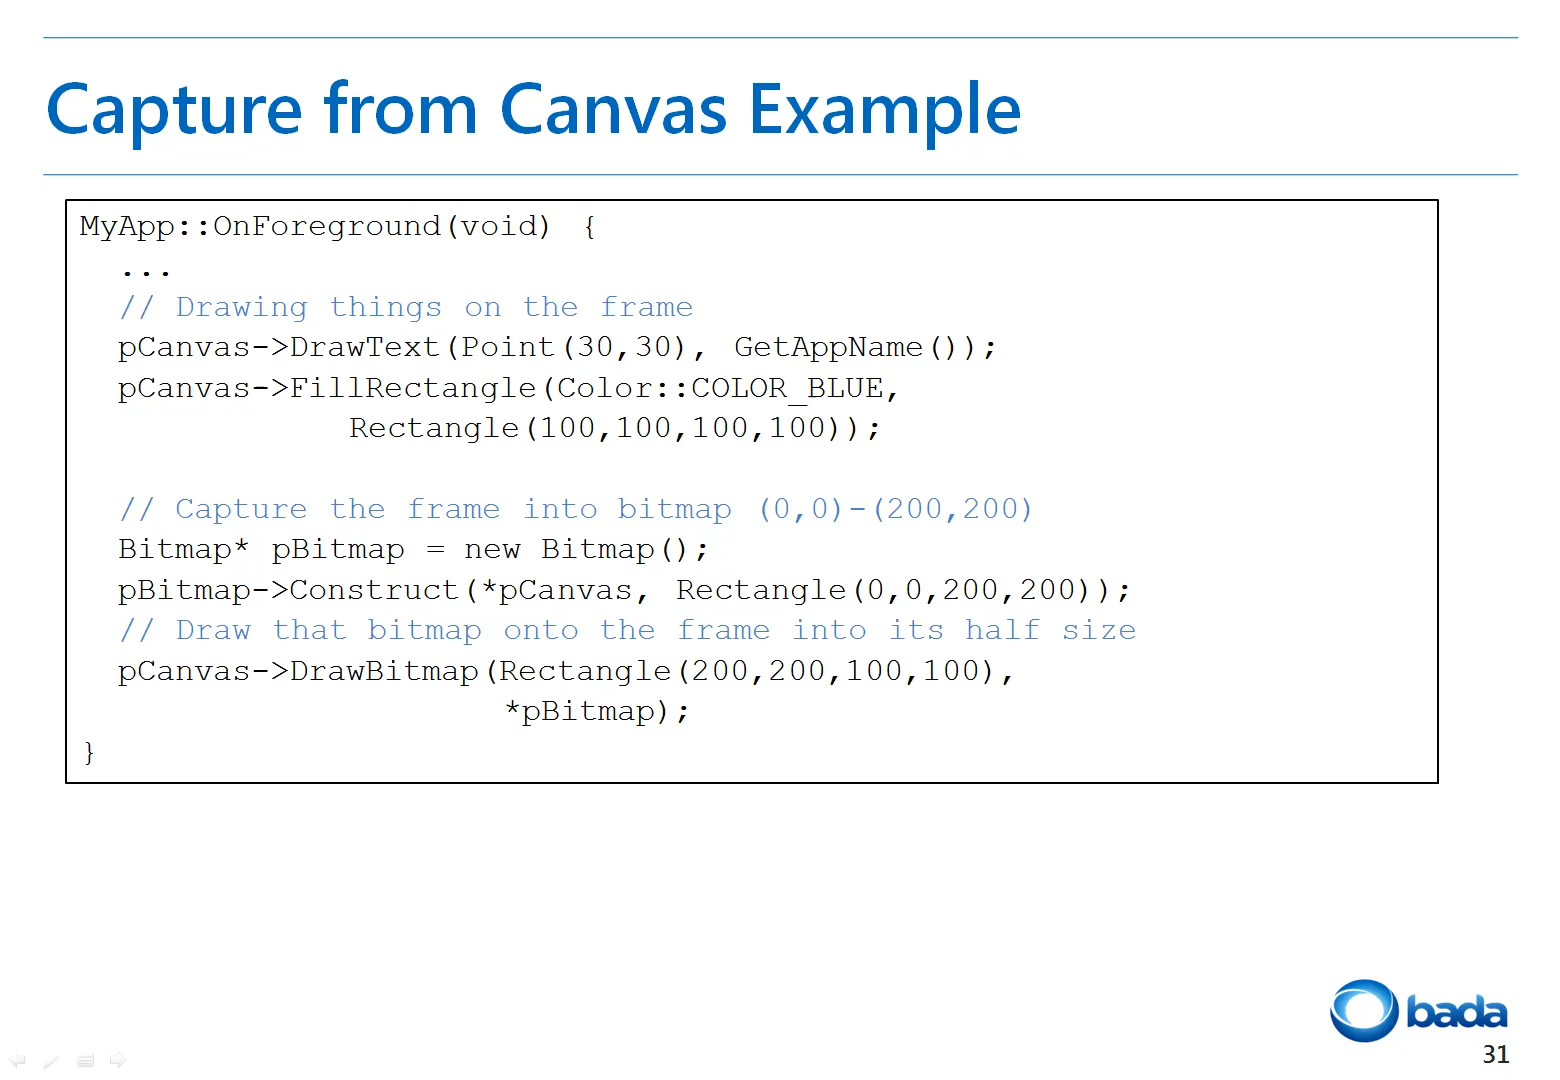 Capture from Canvas Example
MyApp::OnForeground(void) {
...
// Drawing things on the frame
pCanvas->DrawText(Point(30,30), GetAppName());
pCanvas->FillRectangle(Color::COLOR_BLUE,
Rectangle(100,100,100,100));
// Capture the frame into bitmap (0,0)-(200,200)
Bitmap* pBitmap = new Bitmap();
pBitmap->Construct(*pCanvas, Rectangle(0,0,200,200));
// Draw that bitmap onto the frame into its half size
pCanvas->DrawBitmap(Rectangle(200,200,100,100),
*pBitmap);
}
bada
31